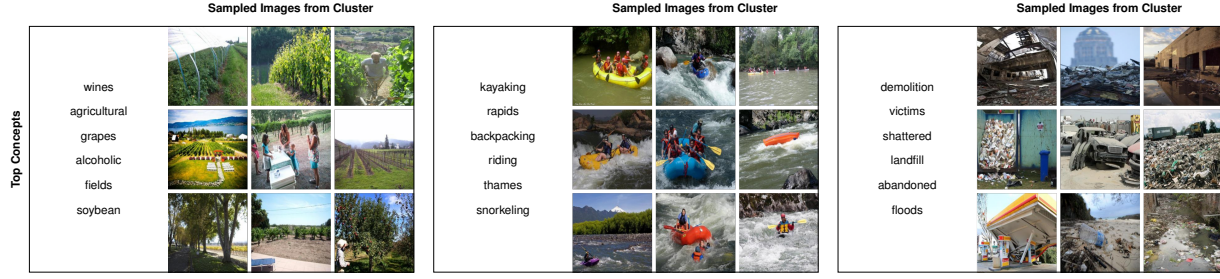 Sampled Images from Cluster
Sampled Images from Cluster
Sampled Images from Cluster
Top Concepts
wines
agricultural
grapes
alcoholic
fields
soybean
kayaking
rapids
backpacking
riding
thames
snorkeling
demolition
victims
shattered
landfill
abandoned
floods